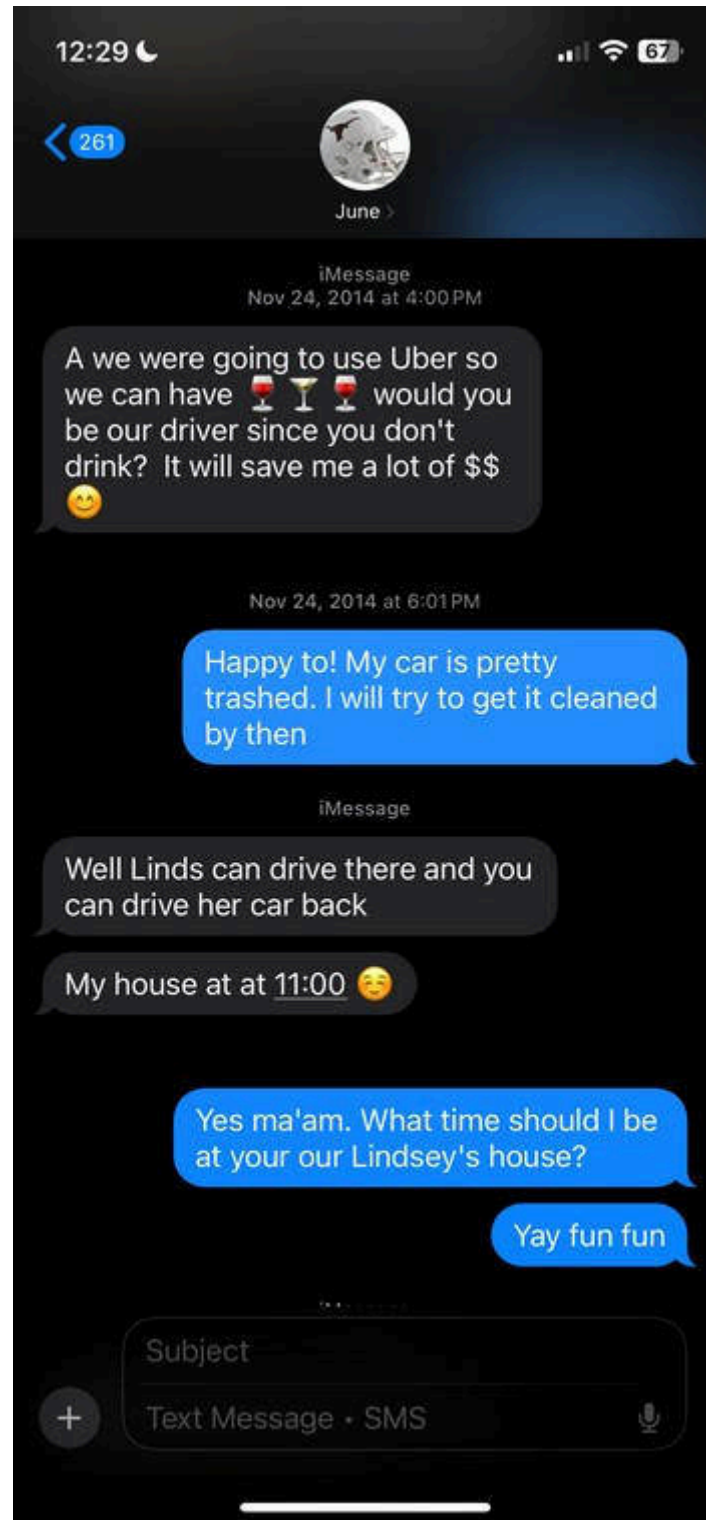 12:29
67
261
June
iMessage
Nov 24, 2014 at 4:00 PM
A we were going to use Uber so
we can have 🍷🍸🍷 would you
be our driver since you don't
drink?  It will save me a lot of $$
😊
Nov 24, 2014 at 6:01 PM
Happy to! My car is pretty
trashed. I will try to get it cleaned
by then
iMessage
Well Linds can drive there and you
can drive her car back
My house at at 11:00 ☺️
Yes ma'am. What time should I be
at your our Lindsey's house?
Yay fun fun
Subject
Text Message • SMS